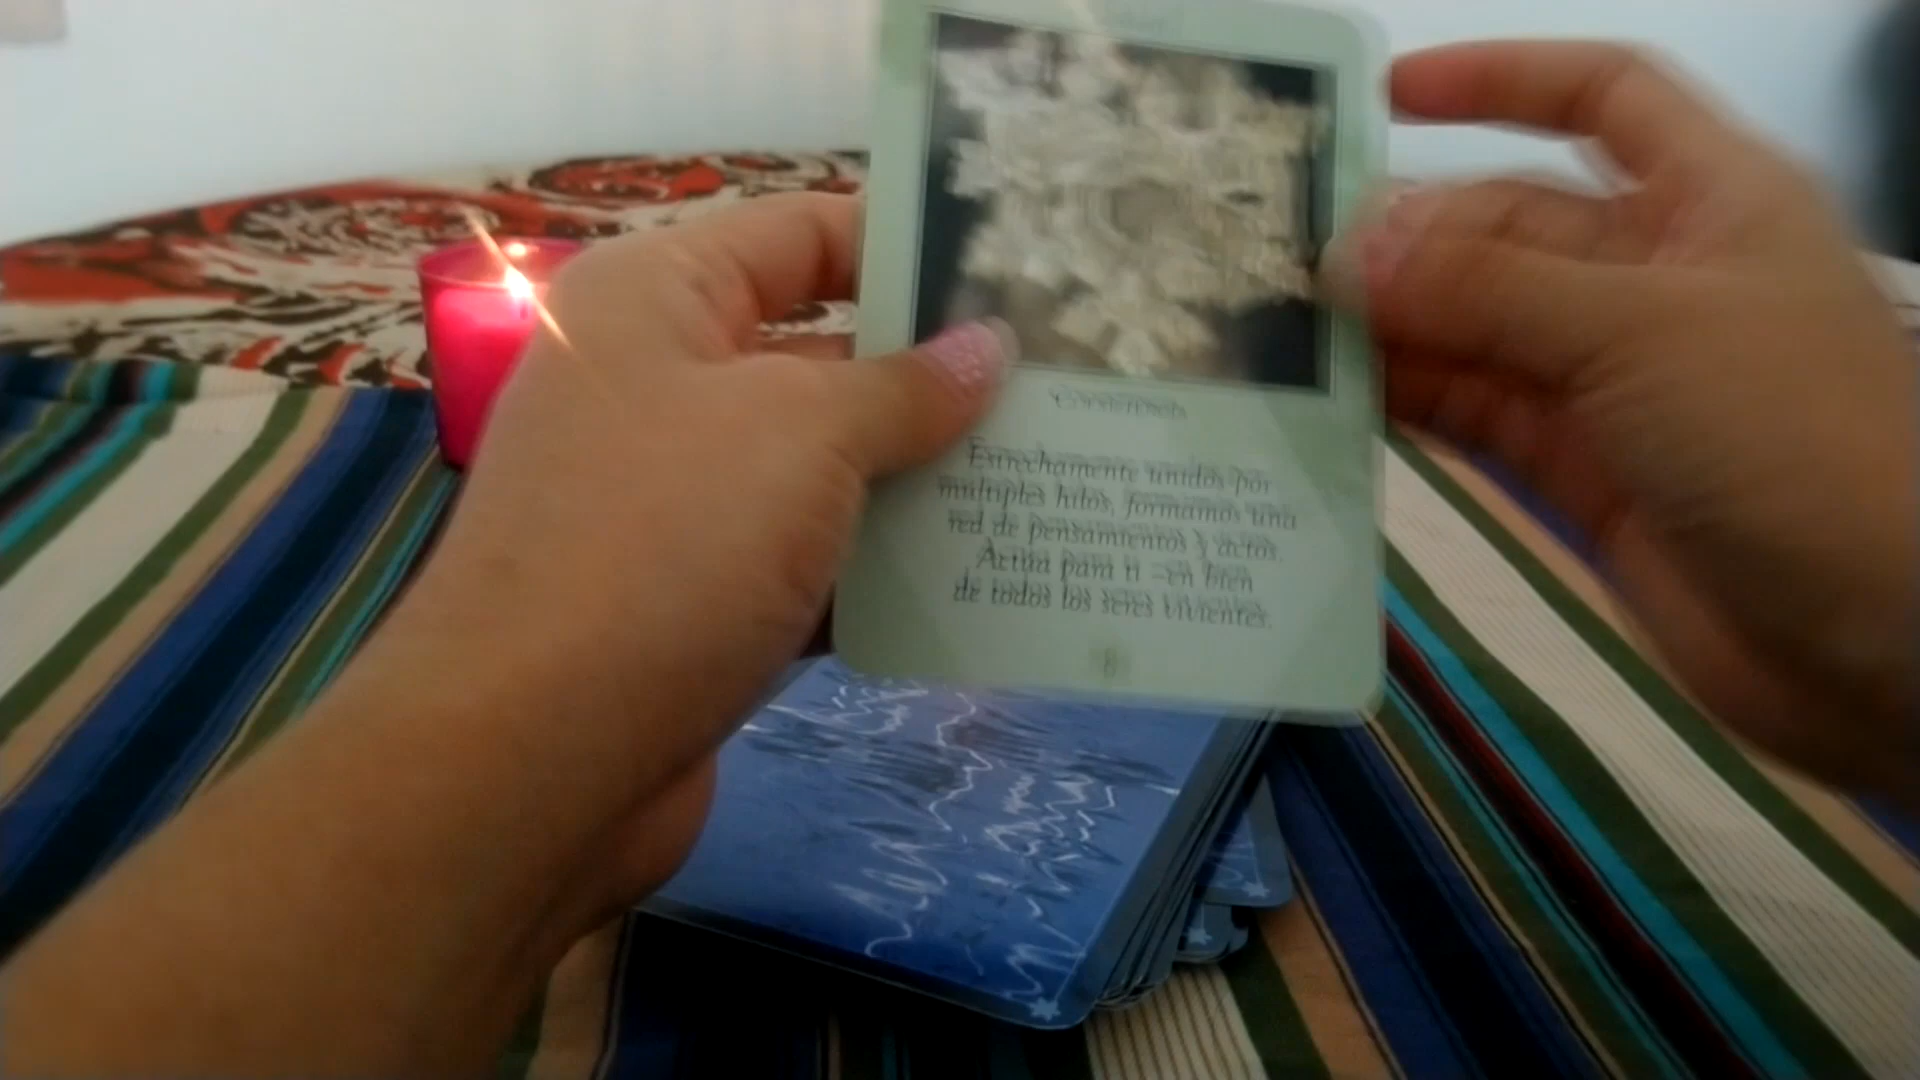 Estrechamente unidos por
múltiples hilos, formamos una
red de pensamientos y actos.
Actúa para ti -en bien
de todos los seres vivientes.
8